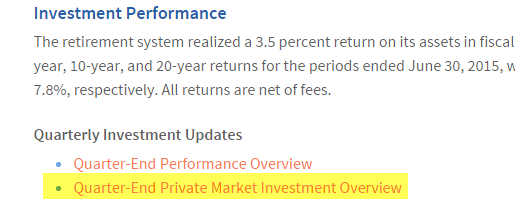 Investment Performance
The retirement system realized a 3.5 percent return on its assets in fiscal
year, 10-year, and 20-year returns for the periods ended June 30, 2015, w
7.8%, respectively. All returns are net of fees.
Quarterly Investment Updates
Quarter-End Performance Overview
Quarter-End Private Market Investment Overview